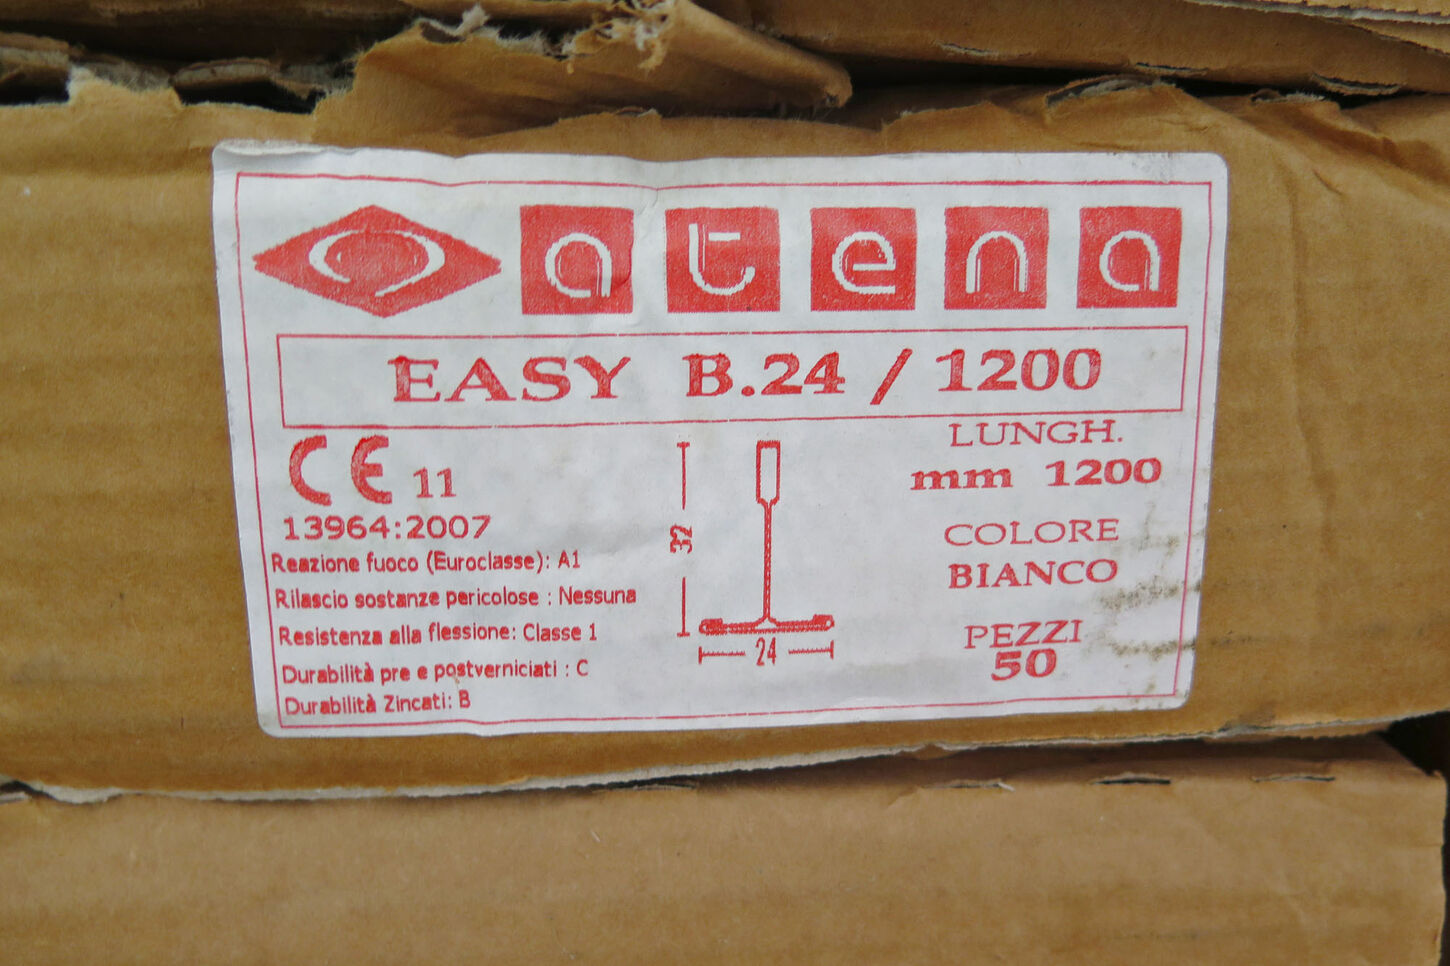 atena
EASY B.24 / 1200
CE 11
13964:2007
Reazione fuoco (Euroclasse): A1
Rilascio sostanze pericolose : Nessuna
Resistenza alla flessione: Classe 1
Durabilità pre e postverniciati : C
Durabilità Zincati: B
32
24
LUNGH.
mm 1200
COLORE
BIANCO
PEZZI
50